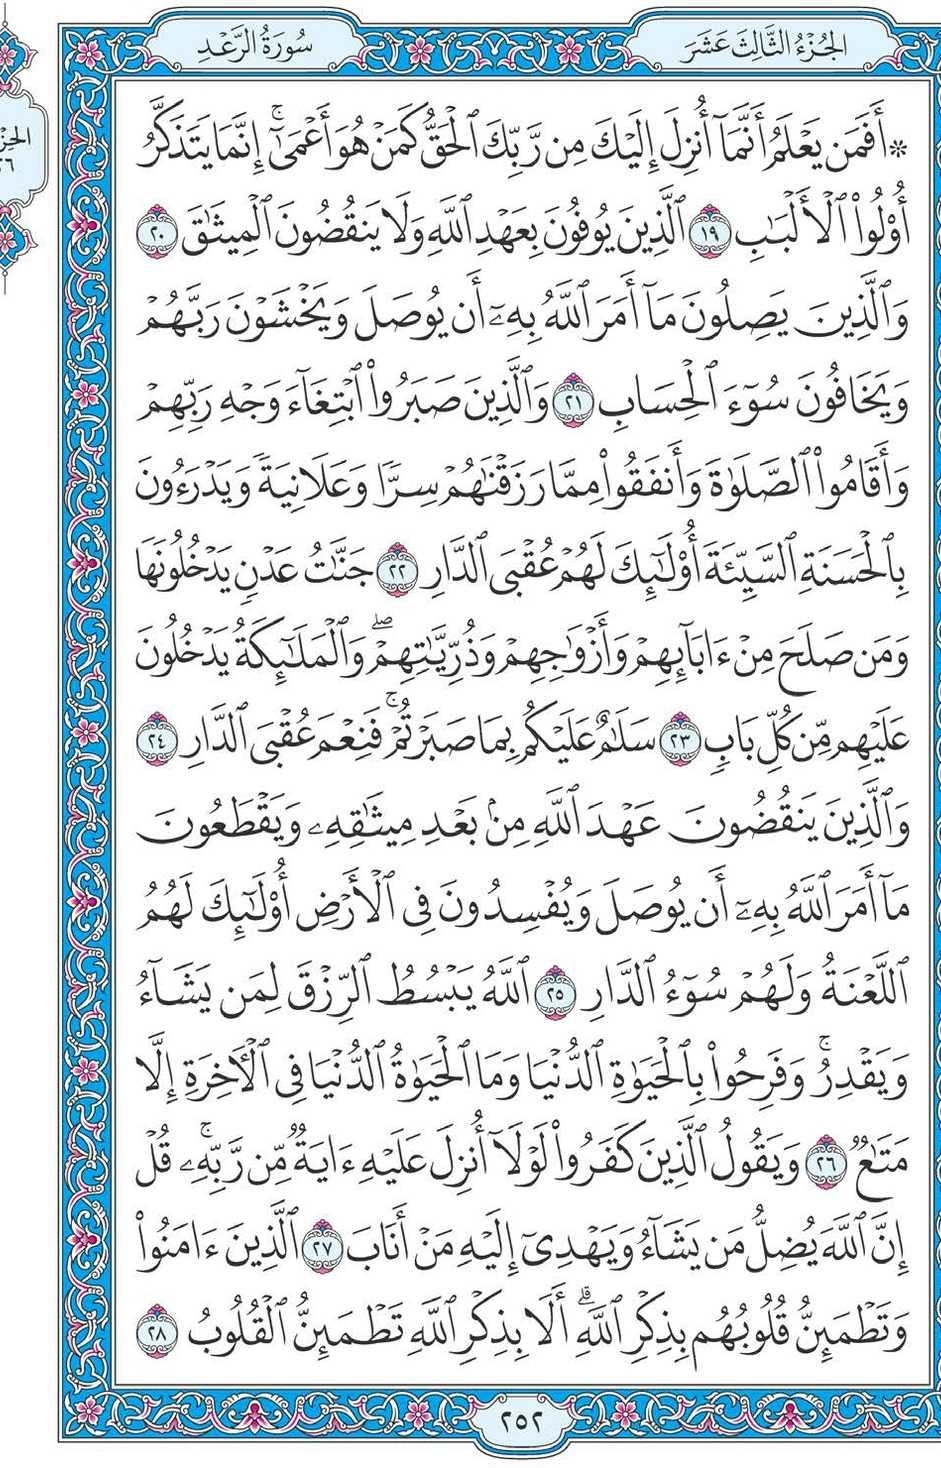 الجُزْءُ الثَّالِثَ عَشَرَ
سُورَةُ الرَّعْدِ
* أَفَمَن يَعْلَمُ أَنَّمَآ أُنزِلَ إِلَيْكَ مِن رَّبِّكَ ٱلْحَقُّ كَمَنْ هُوَ أَعْمَىٰٓۚ إِنَّمَا يَتَذَكَّرُ
أُوْلُواْ ٱلْأَلْبَٰبِ ١٩ ٱلَّذِينَ يُوفُونَ بِعَهْدِ ٱللَّهِ وَلَا يَنقُضُونَ ٱلْمِيثَٰقَ ٢٠
وَٱلَّذِينَ يَصِلُونَ مَآ أَمَرَ ٱللَّهُ بِهِۦٓ أَن يُوصَلَ وَيَخْشَوْنَ رَبَّهُمْ
وَيَخَافُونَ سُوٓءَ ٱلْحِسَابِ ٢١ وَٱلَّذِينَ صَبَرُواْ ٱبْتِغَآءَ وَجْهِ رَبِّهِمْ
وَأَقَامُواْ ٱلصَّلَوٰةَ وَأَنفَقُواْ مِمَّا رَزَقْنَٰهُمْ سِرًّا وَعَلَانِيَةً وَيَدْرَءُونَ
بِٱلْحَسَنَةِ ٱلسَّيِّئَةَ أُوْلَٰٓئِكَ لَهُمْ عُقْبَى ٱلدَّارِ ٢٢ جَنَّٰتُ عَدْنٍ يَدْخُلُونَهَا
وَمَن صَلَحَ مِنْ ءَابَآئِهِمْ وَأَزْوَٰجِهِمْ وَذُرِّيَّٰتِهِمْۖ وَٱلْمَلَٰٓئِكَةُ يَدْخُلُونَ
عَلَيْهِم مِّن كُلِّ بَابٍ ٢٣ سَلَٰمٌ عَلَيْكُم بِمَا صَبَرْتُمْۚ فَنِعْمَ عُقْبَى ٱلدَّارِ ٢٤
وَٱلَّذِينَ يَنقُضُونَ عَهْدَ ٱللَّهِ مِنۢ بَعْدِ مِيثَٰقِهِۦ وَيَقْطَعُونَ
مَآ أَمَرَ ٱللَّهُ بِهِۦٓ أَن يُوصَلَ وَيُفْسِدُونَ فِى ٱلْأَرْضِ أُوْلَٰٓئِكَ لَهُمُ
ٱللَّعْنَةُ وَلَهُمْ سُوٓءُ ٱلدَّارِ ٢٥ ٱللَّهُ يَبْسُطُ ٱلرِّزْقَ لِمَن يَشَآءُ
وَيَقْدِرُۚ وَفَرِحُواْ بِٱلْحَيَوٰةِ ٱلدُّنْيَا وَمَا ٱلْحَيَوٰةُ ٱلدُّنْيَا فِى ٱلْأٓخِرَةِ إِلَّا
مَتَٰعٌ ٢٦ وَيَقُولُ ٱلَّذِينَ كَفَرُواْ لَوْلَآ أُنزِلَ عَلَيْهِ ءَايَةٌ مِّن رَّبِّهِۦۚ قُلْ
إِنَّ ٱللَّهَ يُضِلُّ مَن يَشَآءُ وَيَهْدِىٓ إِلَيْهِ مَنْ أَنَابَ ٢٧ ٱلَّذِينَ ءَامَنُواْ
وَتَطْمَئِنُّ قُلُوبُهُم بِذِكْرِ ٱللَّهِۗ أَلَا بِذِكْرِ ٱللَّهِ تَطْمَئِنُّ ٱلْقُلُوبُ ٢٨
٢٥٢